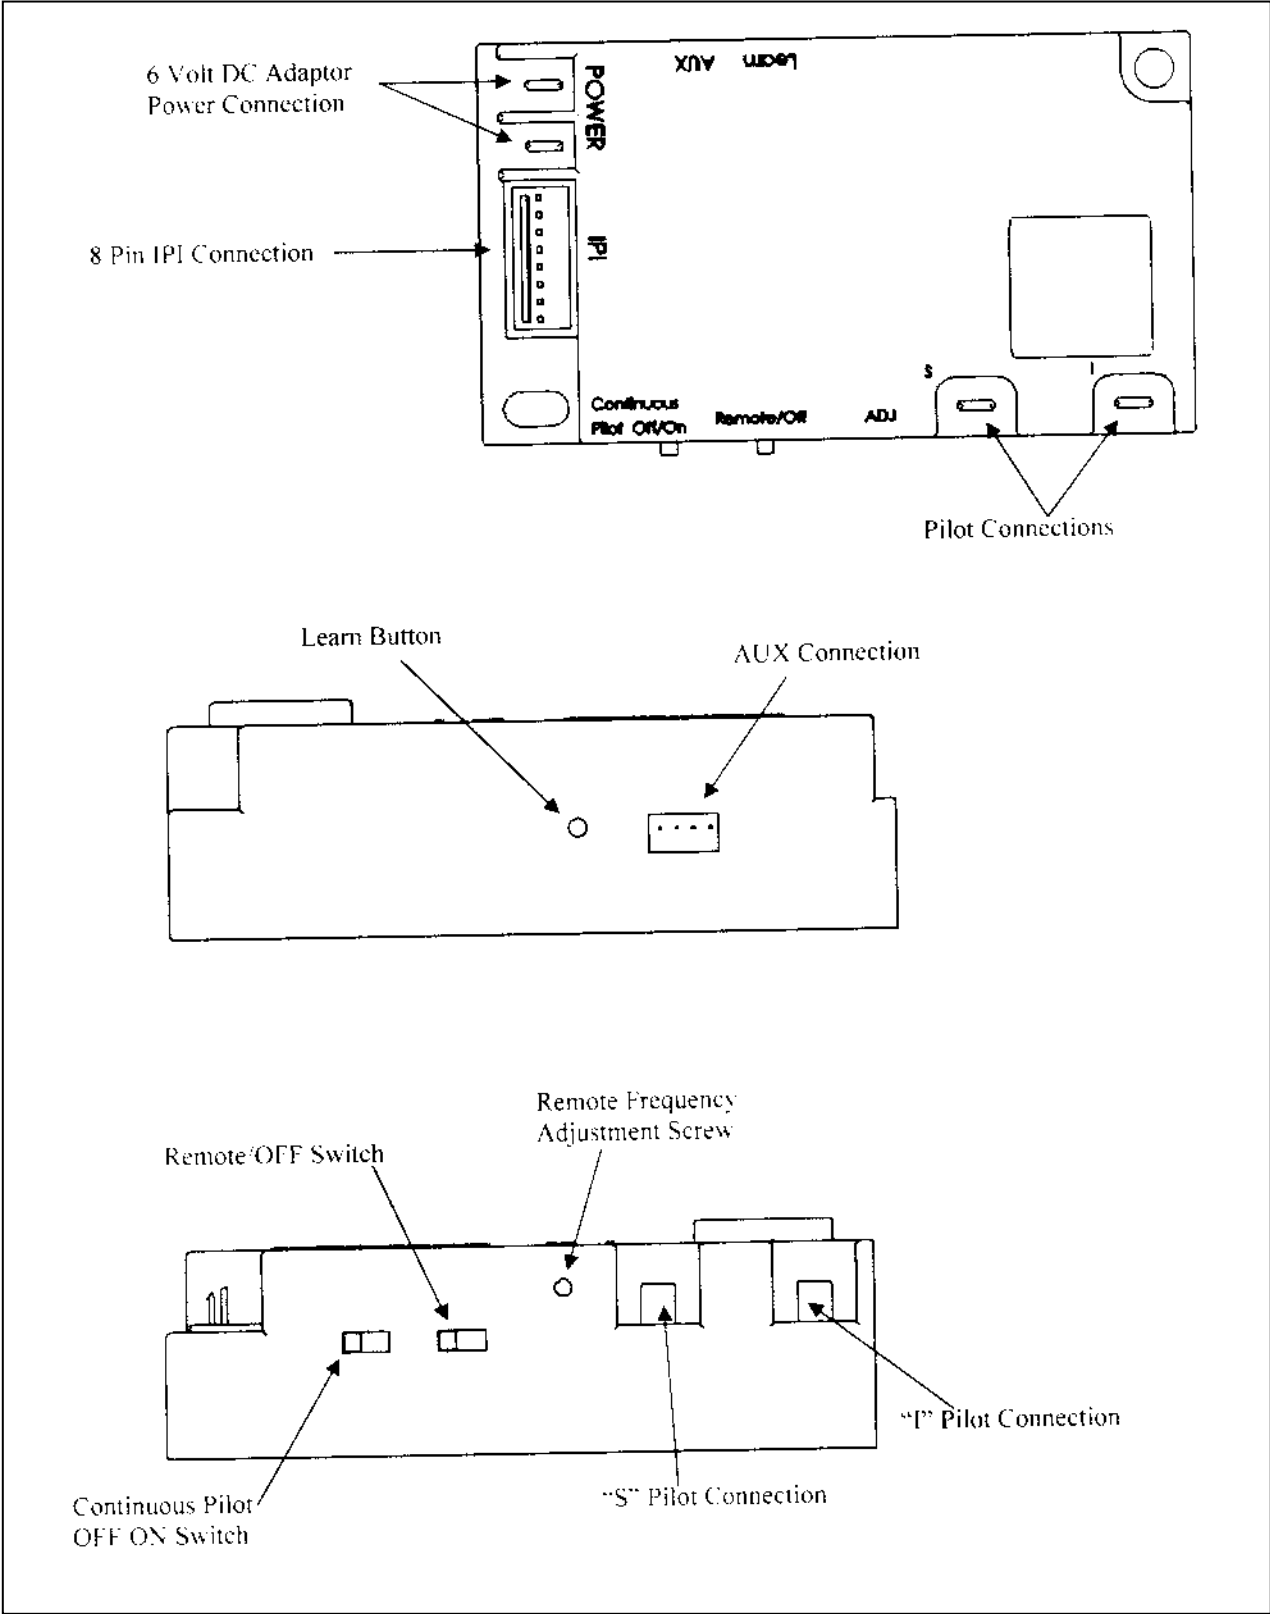 6 Volt DC Adaptor
Power Connection
POWER
AUX Learn
8 Pin IPI Connection
IPI
Continuous
Pilot Off/On
Remote/Off
ADJ
S
I
Pilot Connections
Learn Button
AUX Connection
Remote Frequency
Adjustment Screw
Remote/OFF Switch
"I" Pilot Connection
"S" Pilot Connection
Continuous Pilot
OFF ON Switch